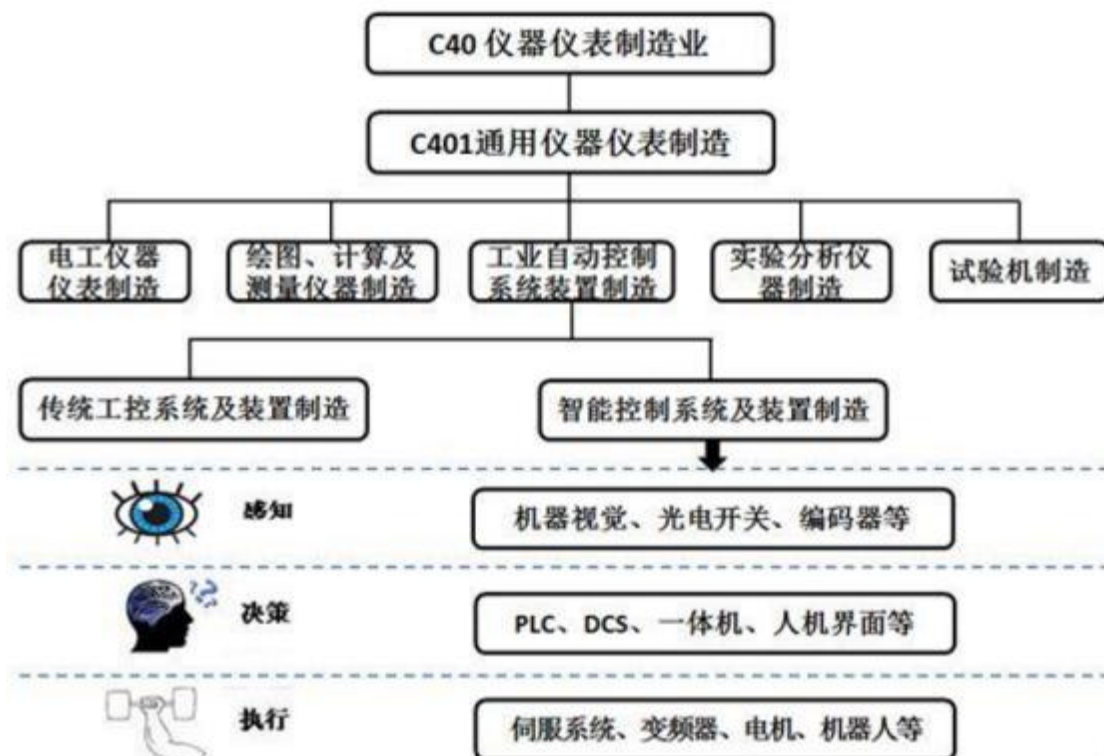 C40 仪器仪表制造业
C401通用仪器仪表制造
电工仪器
仪表制造
绘图、计算及
测量仪器制造
工业自动控制
系统装置制造
实验分析仪
器制造
试验机制造
传统工控系统及装置制造
智能控制系统及装置制造
感知
机器视觉、光电开关、编码器等
决策
PLC、DCS、一体机、人机界面等
执行
伺服系统、变频器、电机、机器人等